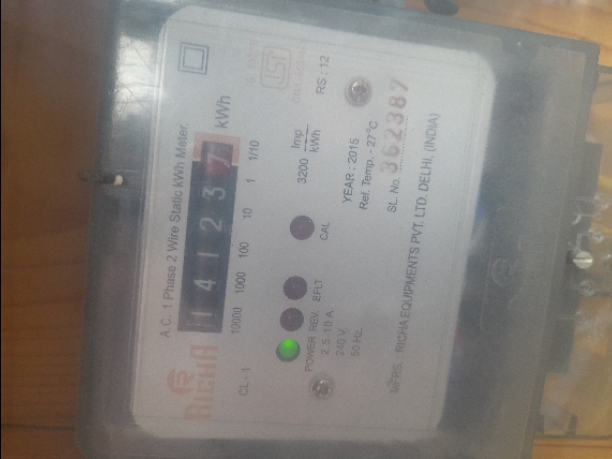 A.C. 1 Phase 2 Wire Static kWh Meter.
RICHA
1 4 1 2 3 7 kWh
10000 1000 100 10 1 1/10
CL - 1
3200 Imp/kWh
RS : 12
POWER REV. EFLT CAL
2.5-10 A
240 V
50 Hz.
YEAR : 2015
Ref. Temp. - 27°C
SL. No. 362387
MFRS. : RICHA EQUIPMENTS PVT. LTD. DELHI, (INDIA)